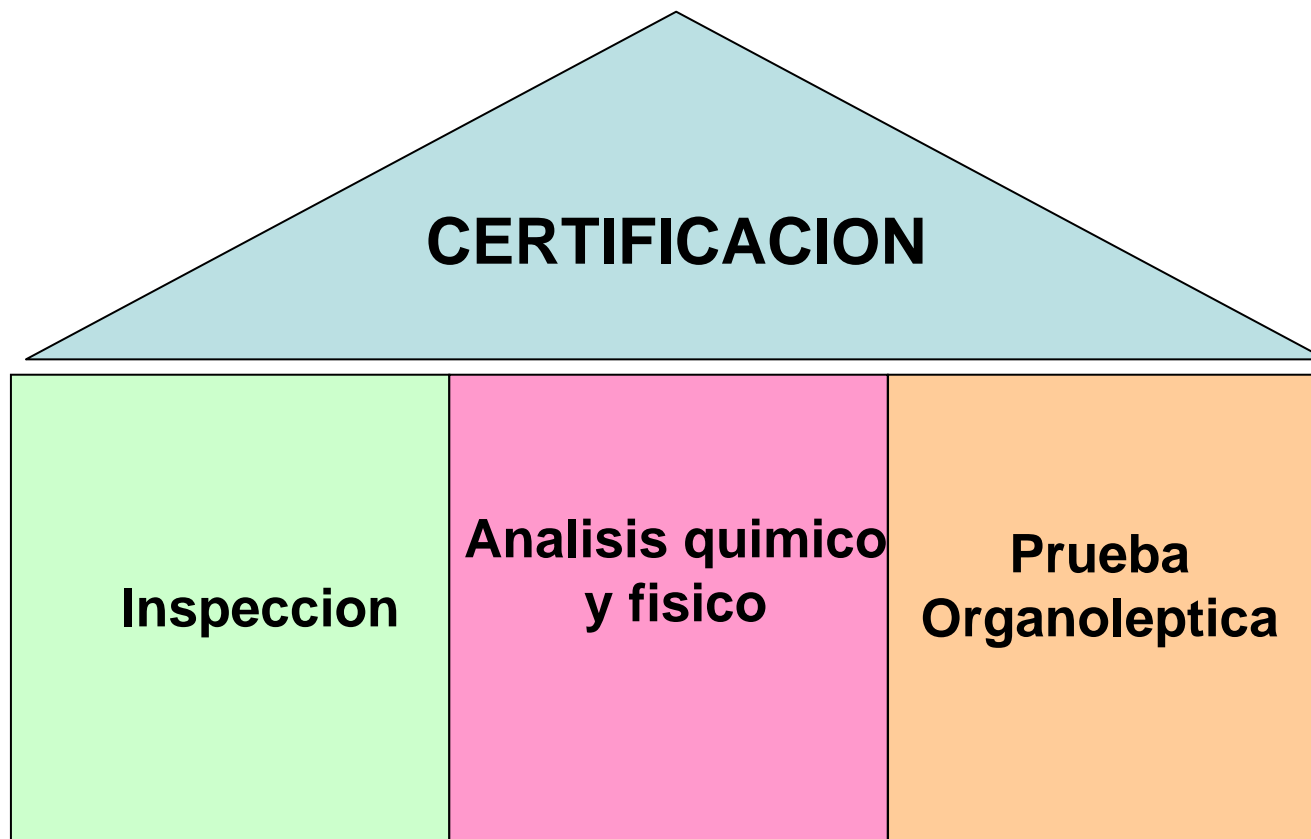 CERTIFICACION
Inspeccion
Analisis quimico
y fisico
Prueba
Organoleptica